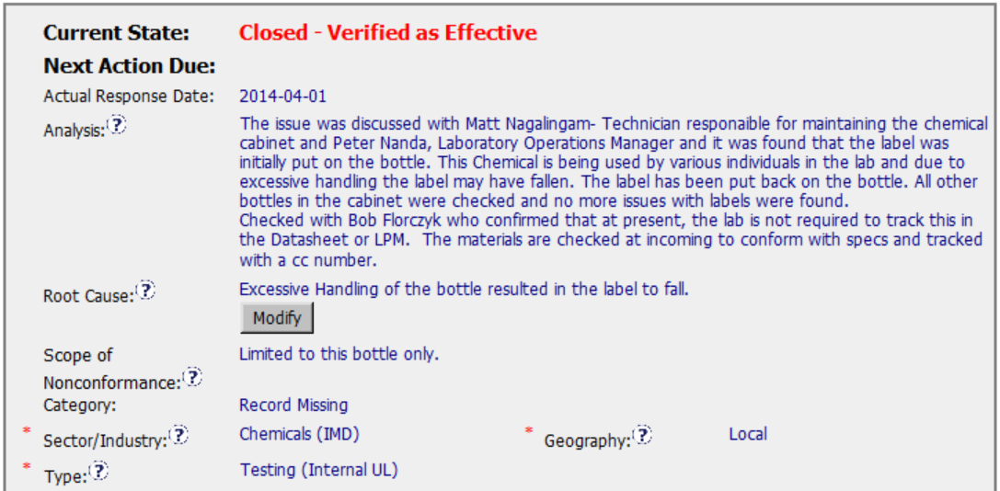 Current State: Closed - Verified as Effective
Next Action Due:
Actual Response Date: 2014-04-01
Analysis:(?) The issue was discussed with Matt Nagalingam- Technician responaible for maintaining the chemical
cabinet and Peter Nanda, Laboratory Operations Manager and it was found that the label was
initially put on the bottle. This Chemical is being used by various individuals in the lab and due to
excessive handling the label may have fallen. The label has been put back on the bottle. All other
bottles in the cabinet were checked and no more issues with labels were found.
Checked with Bob Florczyk who confirmed that at present, the lab is not required to track this in
the Datasheet or LPM. The materials are checked at incoming to conform with specs and tracked
with a cc number.
Root Cause:(?) Excessive Handling of the bottle resulted in the label to fall.
Modify
Scope of Limited to this bottle only.
Nonconformance:(?)
Category: Record Missing
* Sector/Industry:(?) Chemicals (IMD) * Geography:(?) Local
* Type:(?) Testing (Internal UL)